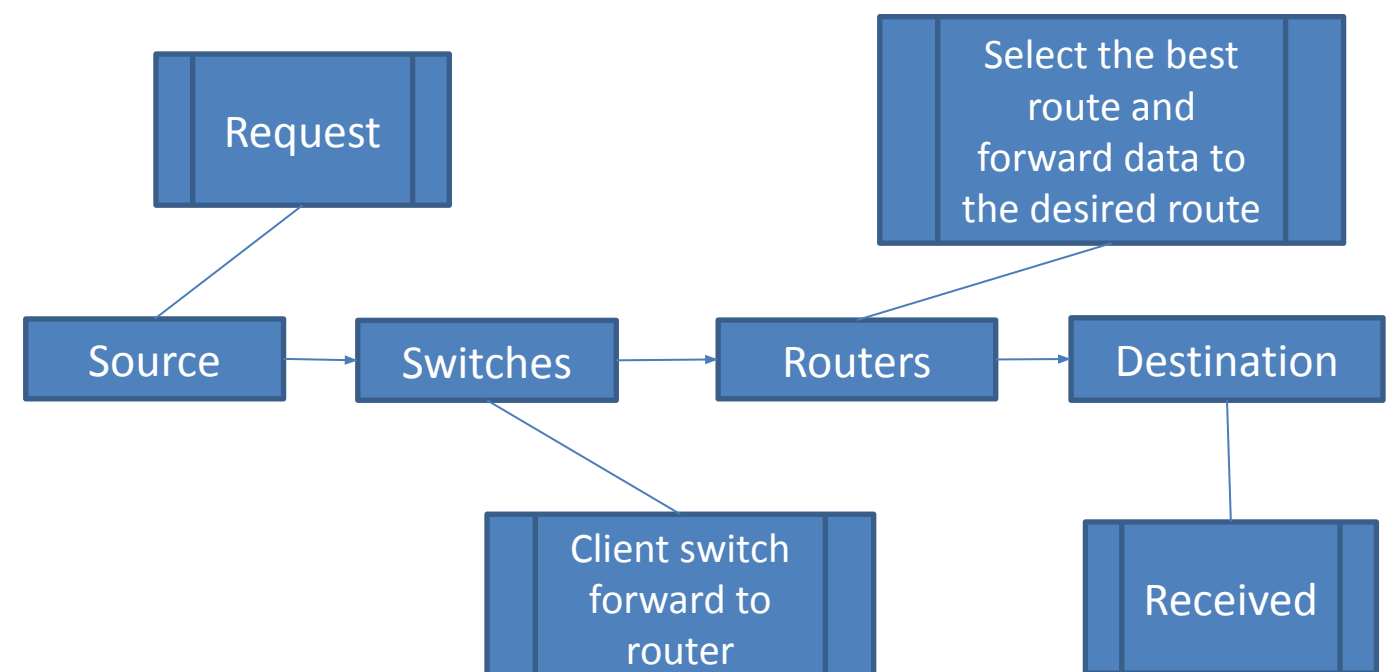 Request
Select the best
route and
forward data to
the desired route
Source
Switches
Routers
Destination
Client switch
forward to
router
Received